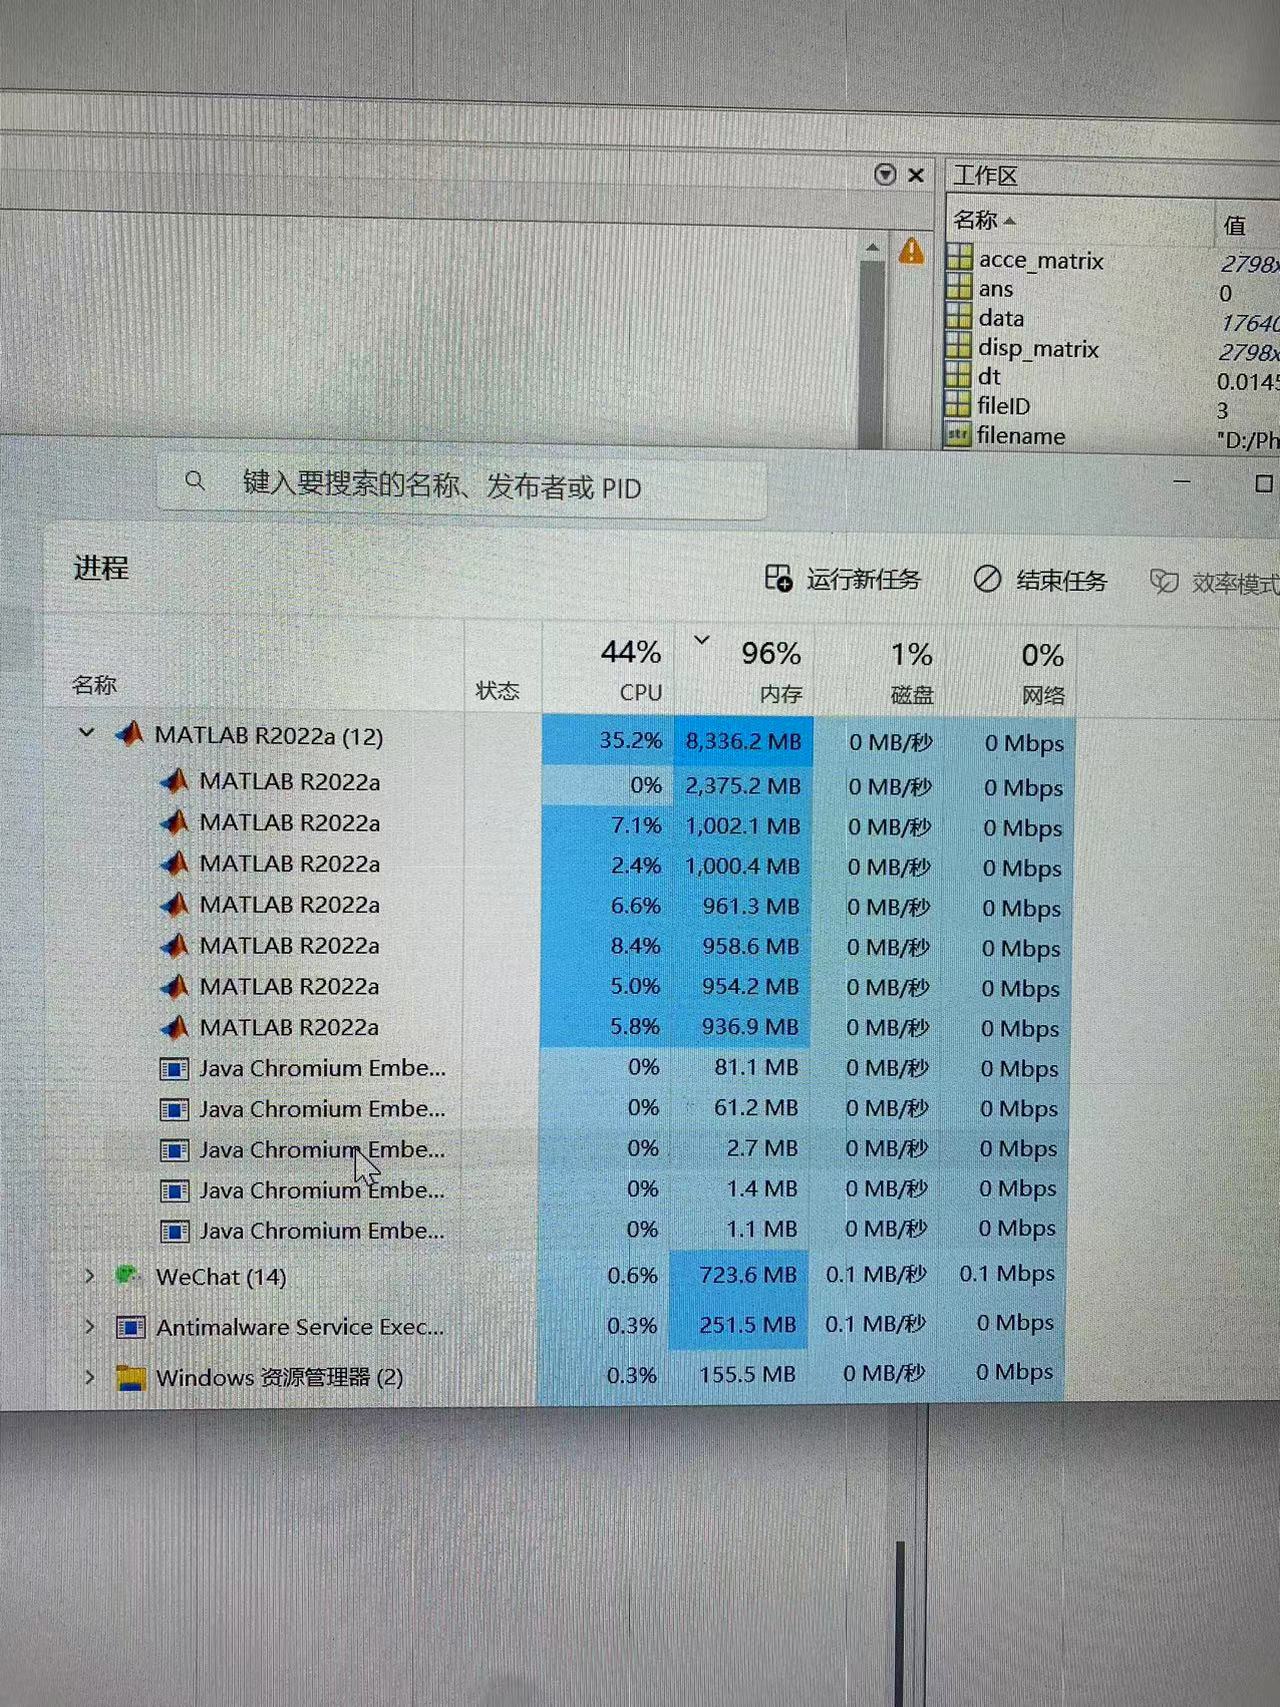 工作区
名称 值
acce_matrix 2798x
ans 0
data 17640
disp_matrix 2798x
dt 0.0145
fileID 3
str filename "D:/Ph
键入要搜索的名称、发布者或 PID
进程
运行新任务 结束任务 效率模式
44% 96% 1% 0%
名称 状态 CPU 内存 磁盘 网络
MATLAB R2022a (12) 35.2% 8,336.2 MB 0 MB/秒 0 Mbps
MATLAB R2022a 0% 2,375.2 MB 0 MB/秒 0 Mbps
MATLAB R2022a 7.1% 1,002.1 MB 0 MB/秒 0 Mbps
MATLAB R2022a 2.4% 1,000.4 MB 0 MB/秒 0 Mbps
MATLAB R2022a 6.6% 961.3 MB 0 MB/秒 0 Mbps
MATLAB R2022a 8.4% 958.6 MB 0 MB/秒 0 Mbps
MATLAB R2022a 5.0% 954.2 MB 0 MB/秒 0 Mbps
MATLAB R2022a 5.8% 936.9 MB 0 MB/秒 0 Mbps
Java Chromium Embe... 0% 81.1 MB 0 MB/秒 0 Mbps
Java Chromium Embe... 0% 61.2 MB 0 MB/秒 0 Mbps
Java Chromium Embe... 0% 2.7 MB 0 MB/秒 0 Mbps
Java Chromium Embe... 0% 1.4 MB 0 MB/秒 0 Mbps
Java Chromium Embe... 0% 1.1 MB 0 MB/秒 0 Mbps
WeChat (14) 0.6% 723.6 MB 0.1 MB/秒 0.1 Mbps
Antimalware Service Exec... 0.3% 251.5 MB 0.1 MB/秒 0 Mbps
Windows 资源管理器 (2) 0.3% 155.5 MB 0 MB/秒 0 Mbps